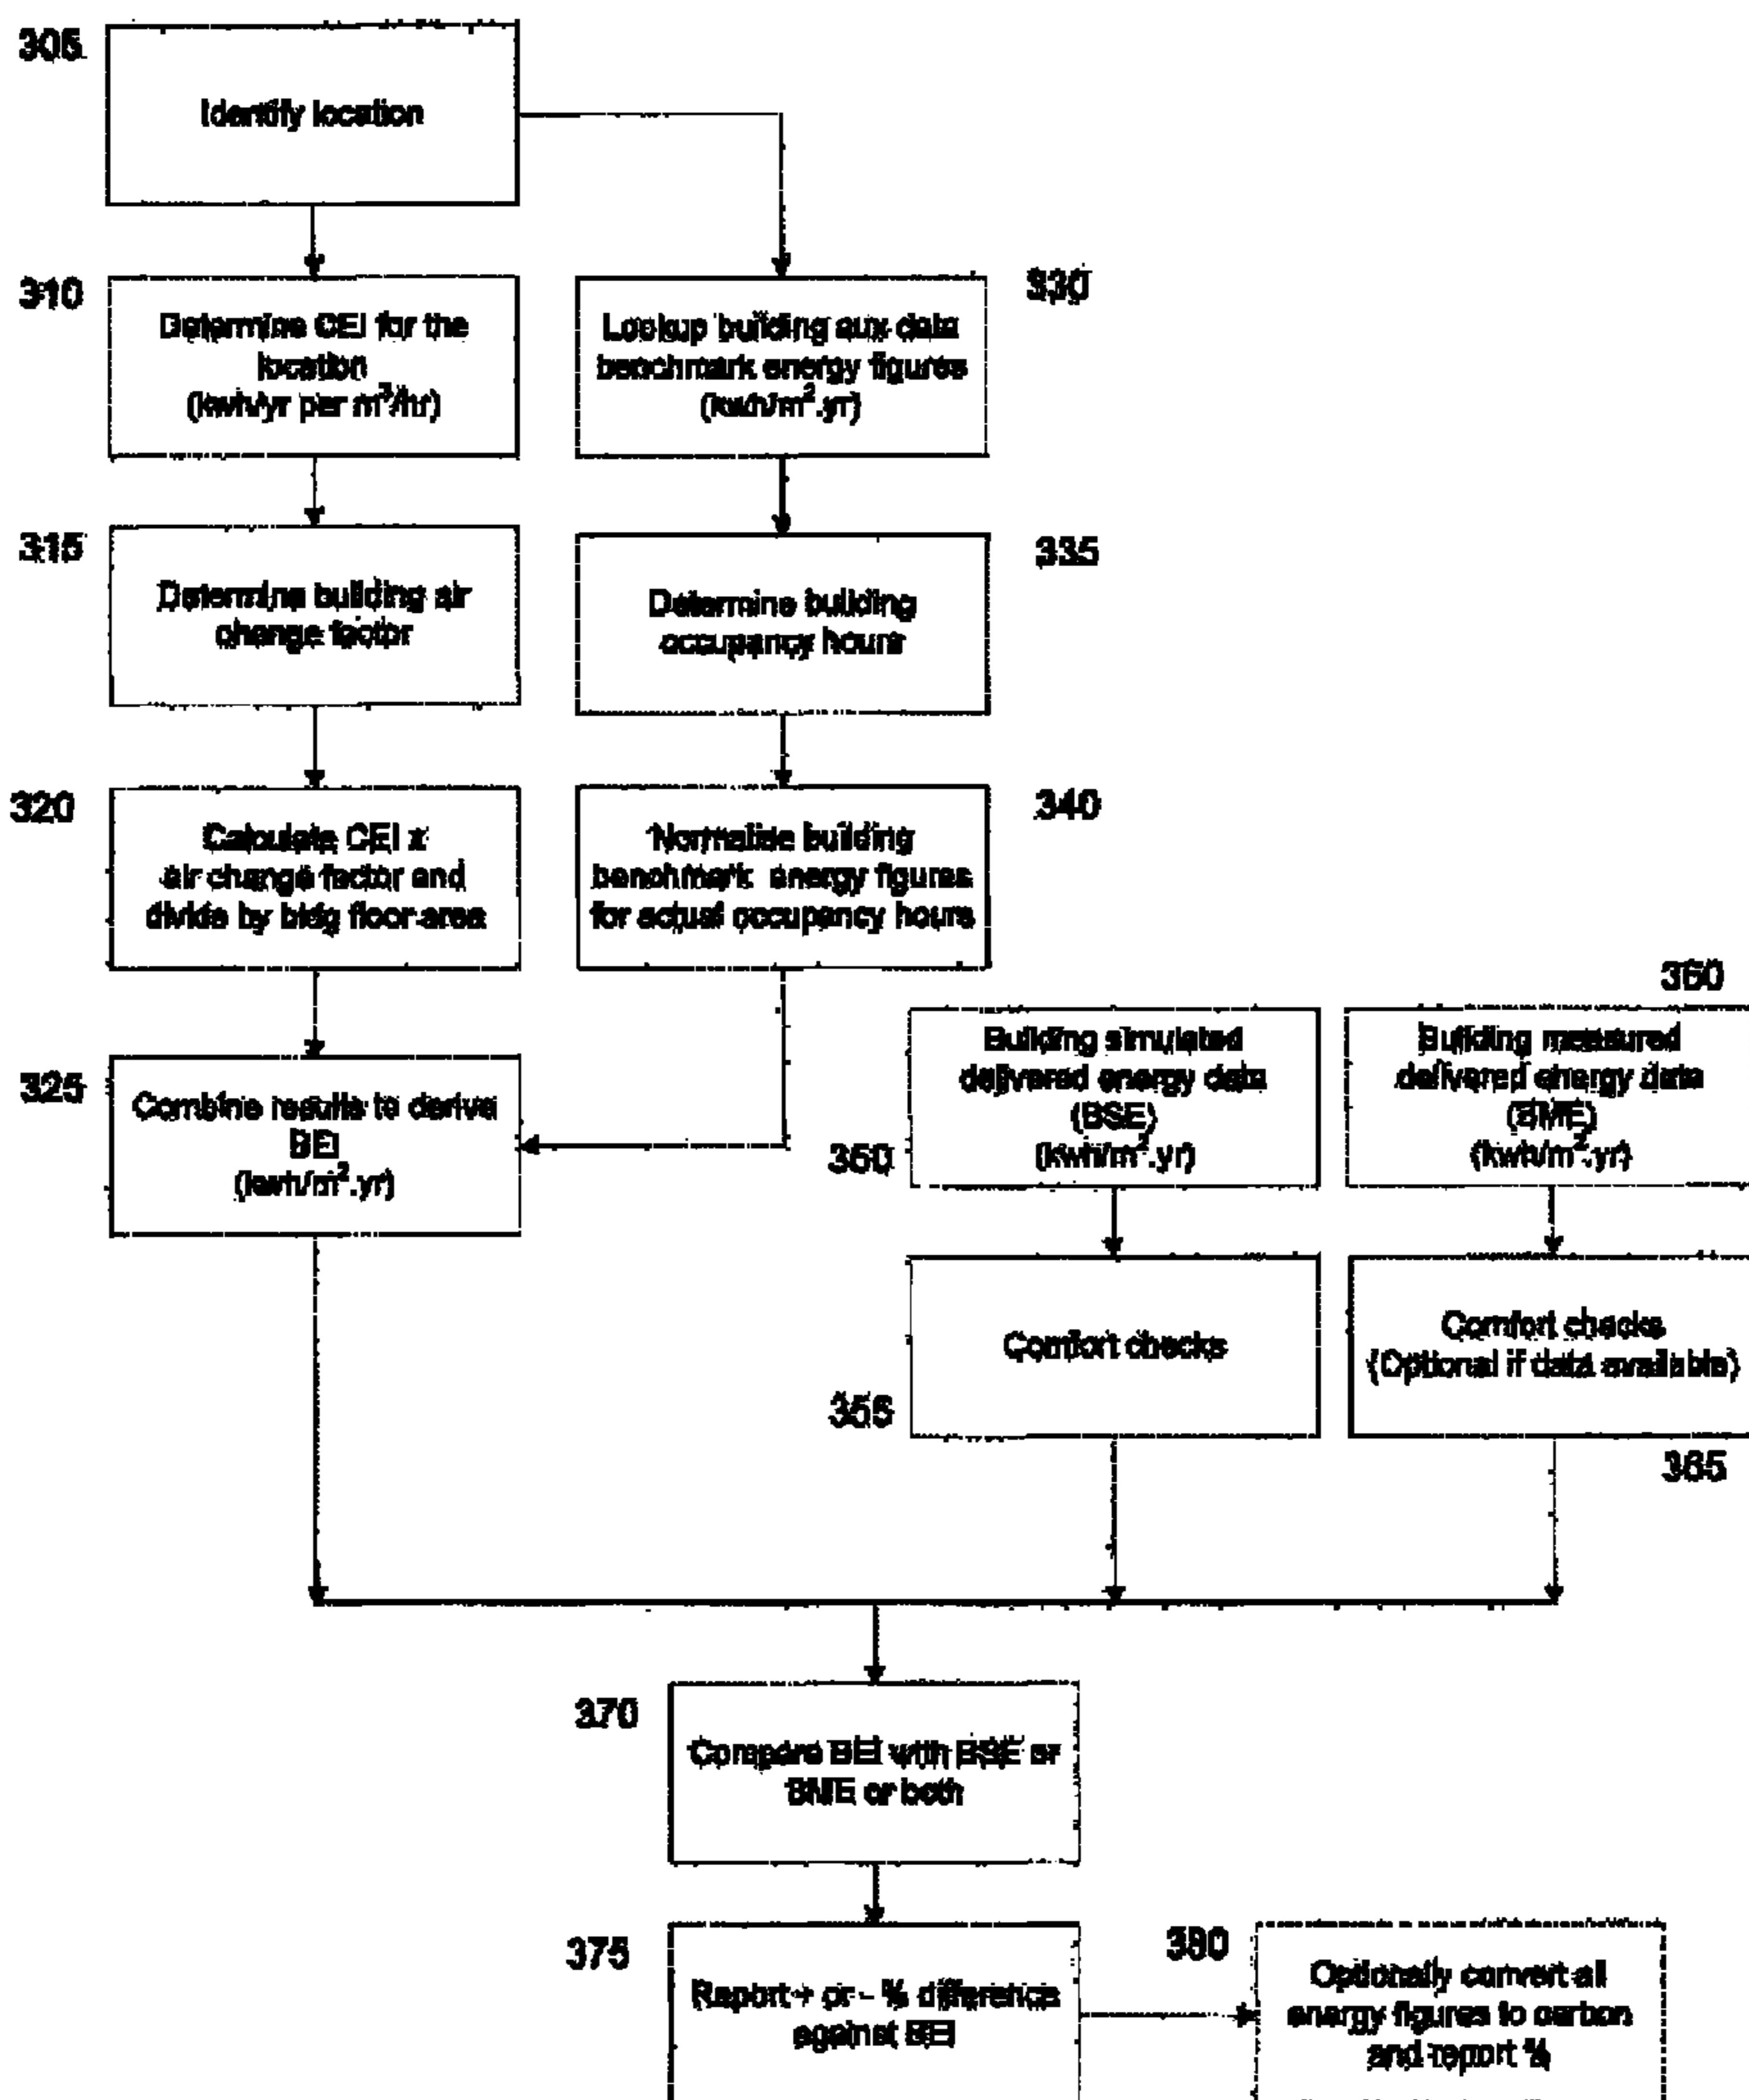 305
Identify location
310
Determine CEI for the
location
(kwh/yr per m³/hr)
330
Lookup building aux data
benchmark energy figures
(kwh/m².yr)
315
Determine building air
change factor
335
Determine building
occupancy hours
320
Calculate CEI x
air change factor and
divide by bldg floor area
340
Normalise building
benchmark energy figures
for actual occupancy hours
325
Combine results to derive
BEI
(kwh/m².yr)
350
Building simulated
delivered energy data
(BSE)
(kwh/m².yr)
360
Building measured
delivered energy data
(BME)
(kwh/m².yr)
355
Comfort checks
Comfort checks
(Optional if data available)
365
370
Compare BEI with BSE or
BME or both
375
Report + or - % difference
against BEI
380
Optionally convert all
energy figures to carbon
and report %